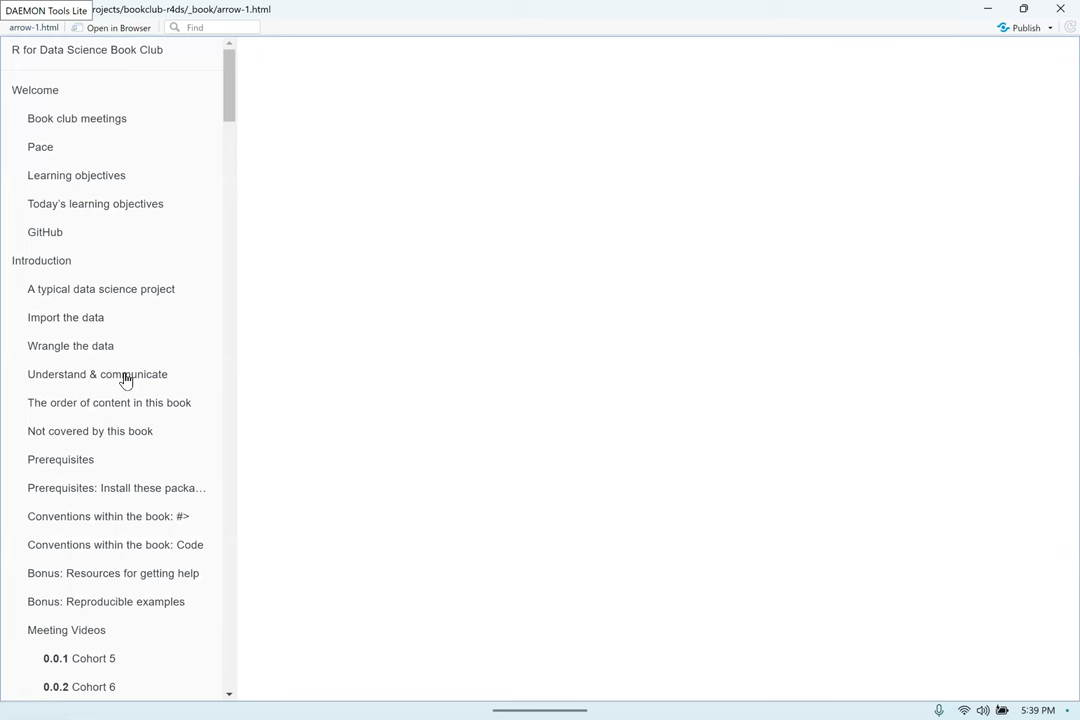 DAEMON Tools Lite
rojects/bookclub-r4ds/_book/arrow-1.html
arrow-1.html
Open in Browser
Find
Publish
R for Data Science Book Club
Welcome
Book club meetings
Pace
Learning objectives
Today's learning objectives
GitHub
Introduction
A typical data science project
Import the data
Wrangle the data
Understand & communicate
The order of content in this book
Not covered by this book
Prerequisites
Prerequisites: Install these packa...
Conventions within the book: #>
Conventions within the book: Code
Bonus: Resources for getting help
Bonus: Reproducible examples
Meeting Videos
0.0.1 Cohort 5
0.0.2 Cohort 6
5:39 PM